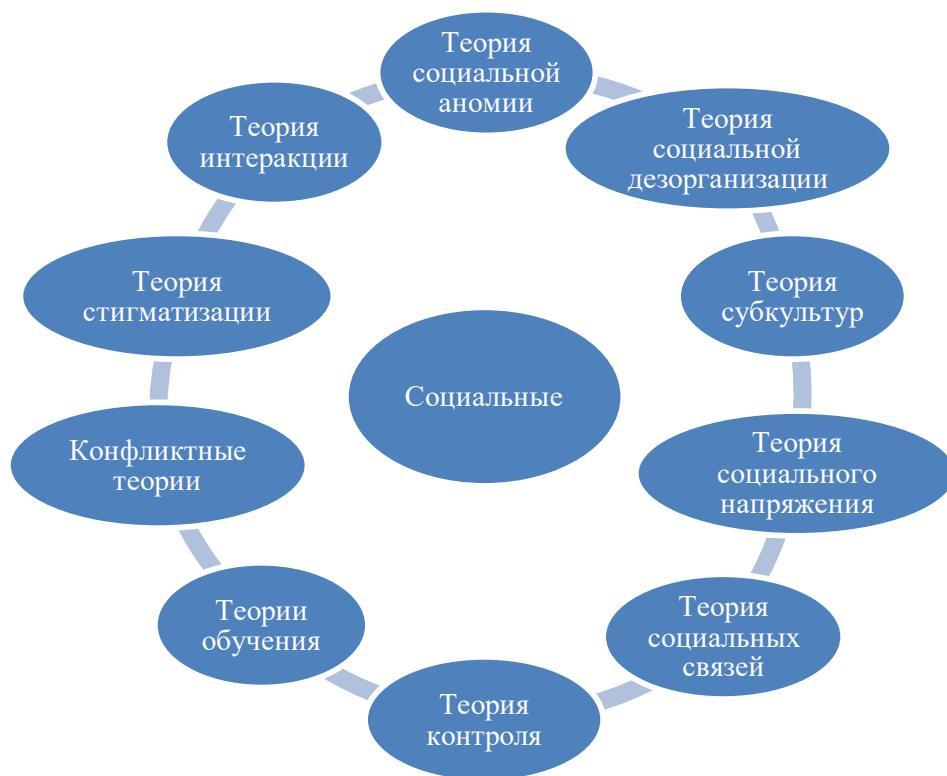 Теория
социальной
аномии
Теория
социальной
дезорганизации
Теория
субкультур
Теория
социального
напряжения
Теория
социальных
связей
Теория
контроля
Теории
обучения
Конфликтные
теории
Теория
стигматизации
Теория
интеракции
Социальные